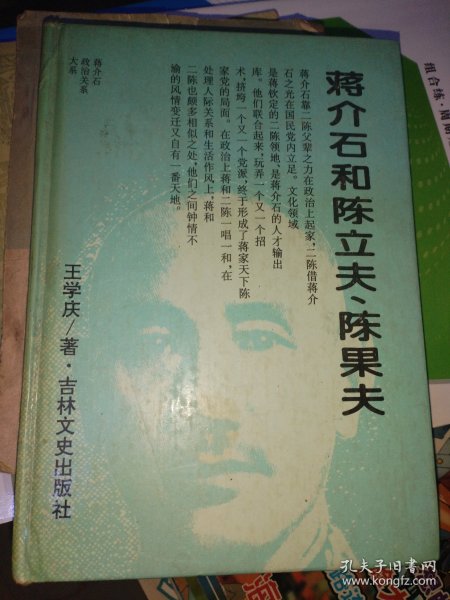 蒋介石和陈立夫、陈果夫
蒋介石靠二陈父辈之力在政治上起家,二陈借蒋介
石之光在国民党内立足。文化领域
是蒋钦定的二陈领地、是蒋介石的人才输出
库。他们联合起来,玩弄一个又一个招
术,挤垮一个又一个党派,终于形成了蒋家天下陈
家党的局面。在政治上蒋和二陈一唱一和,在
处理人际关系和生活作风上,蒋和
二陈也颇多相似之处,他们之间钟情不
渝的风情变迁又自有一番天地。
蒋介石
政治关系
大系
王学庆/著·吉林文史出版社
组合练·周周
孔夫子旧书网
www.kongfz.com